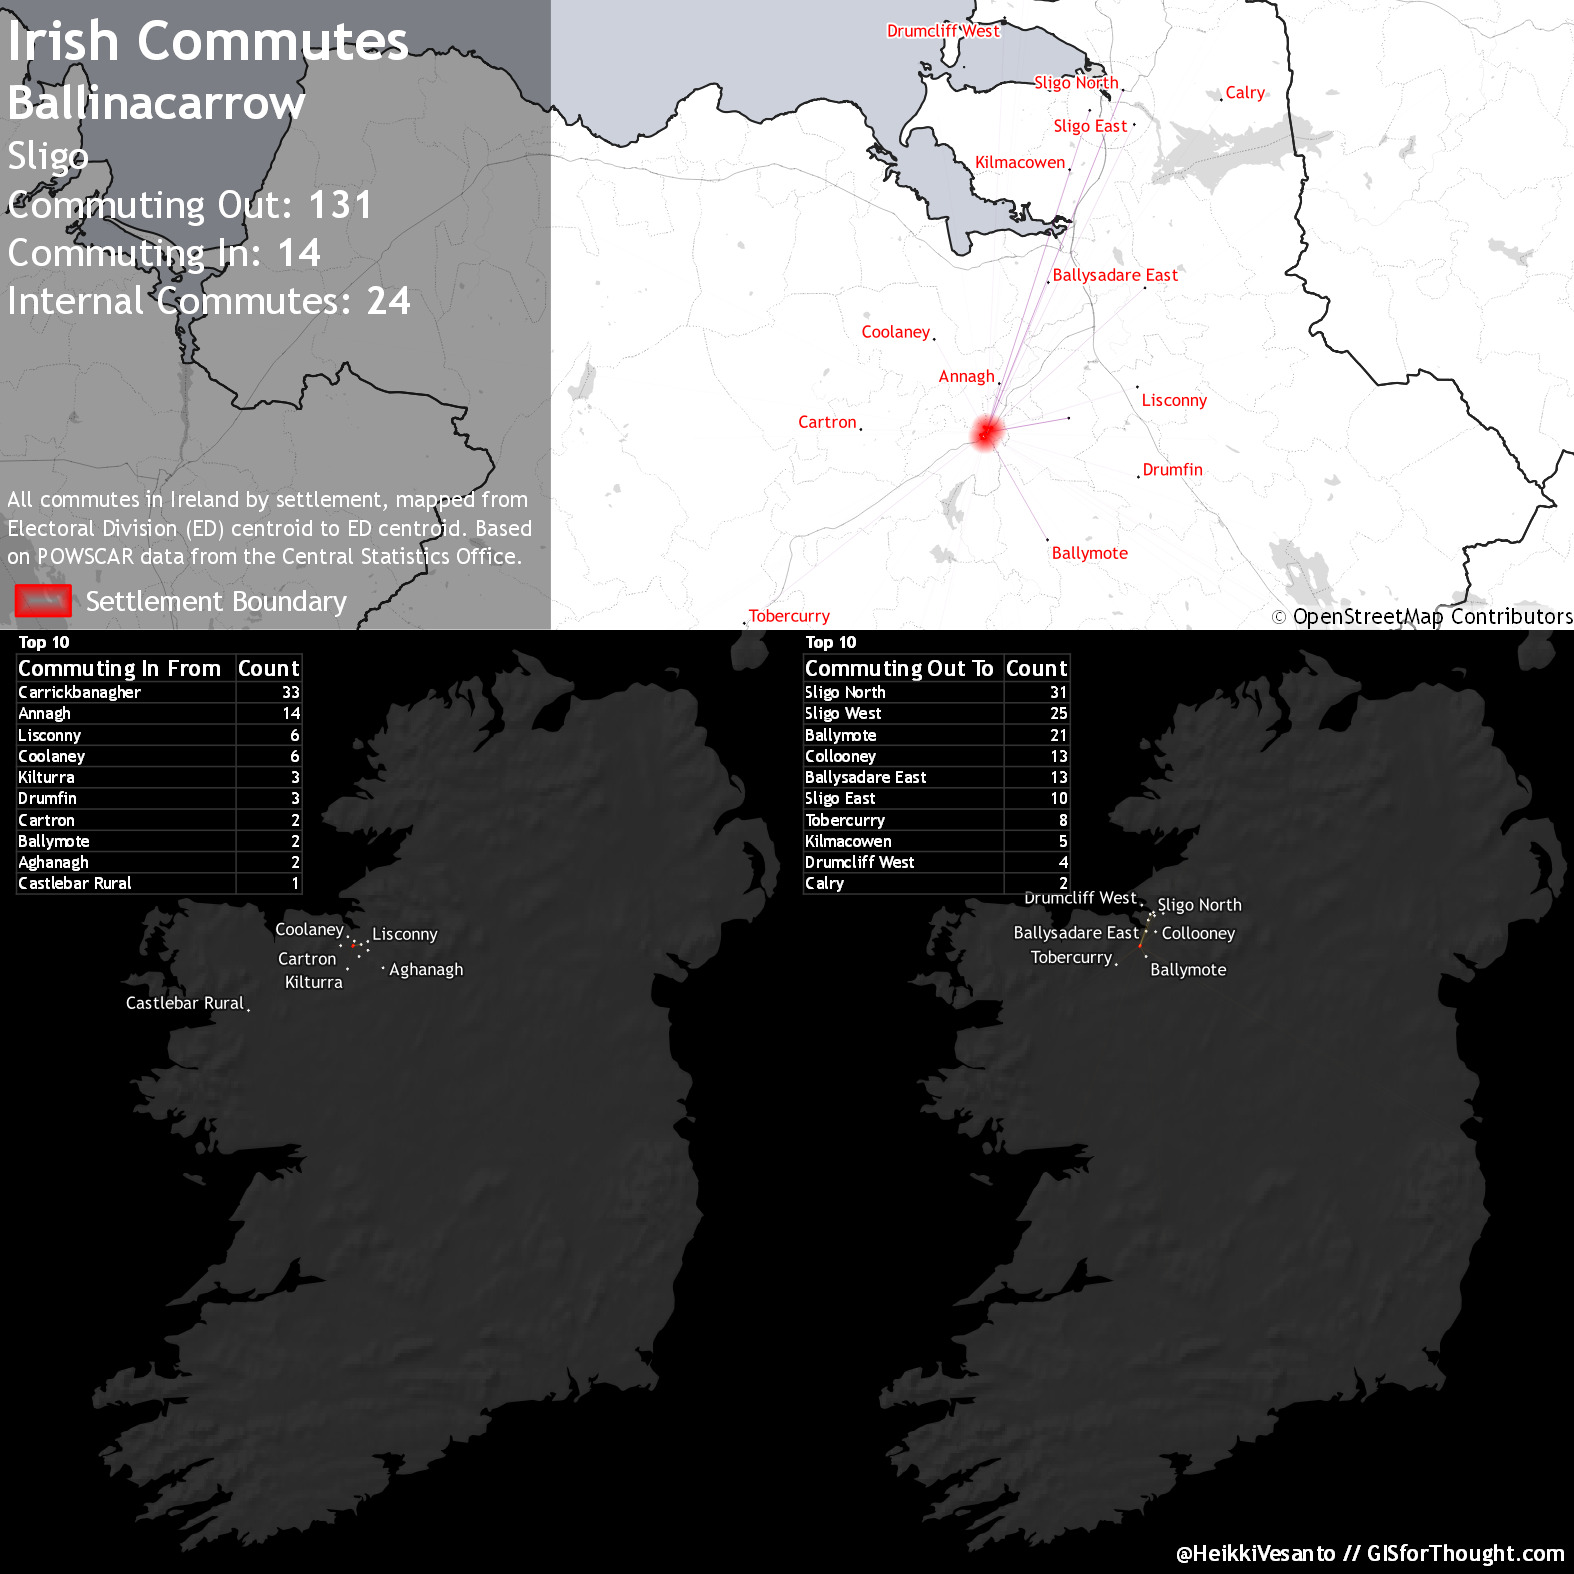 Irish Commutes
Ballinacarrow
Sligo
Commuting Out: 131
Commuting In: 14
Internal Commutes: 24
All commutes in Ireland by settlement, mapped from
Electoral Division (ED) centroid to ED centroid. Based
on POWSCAR data from the Central Statistics Office.
Settlement Boundary
Drumcliff West
Sligo North
Calry
Sligo East
Kilmacowen
Ballysadare East
Coolaney
Annagh
Lisconny
Cartron
Drumfin
Ballymote
Tobercurry
© OpenStreetMap Contributors
Top 10
Commuting In From Count
Carrickbanagher 33
Annagh 14
Lisconny 6
Coolaney 6
Kilturra 3
Drumfin 3
Cartron 2
Ballymote 2
Aghanagh 2
Castlebar Rural 1
Coolaney
Lisconny
Cartron
Aghanagh
Kilturra
Castlebar Rural
Top 10
Commuting Out To Count
Sligo North 31
Sligo West 25
Ballymote 21
Collooney 13
Ballysadare East 13
Sligo East 10
Tobercurry 8
Kilmacowen 5
Drumcliff West 4
Calry 2
Drumcliff West
Sligo North
Ballysadare East
Collooney
Tobercurry
Ballymote
@HeikkiVesanto // GISforThought.com